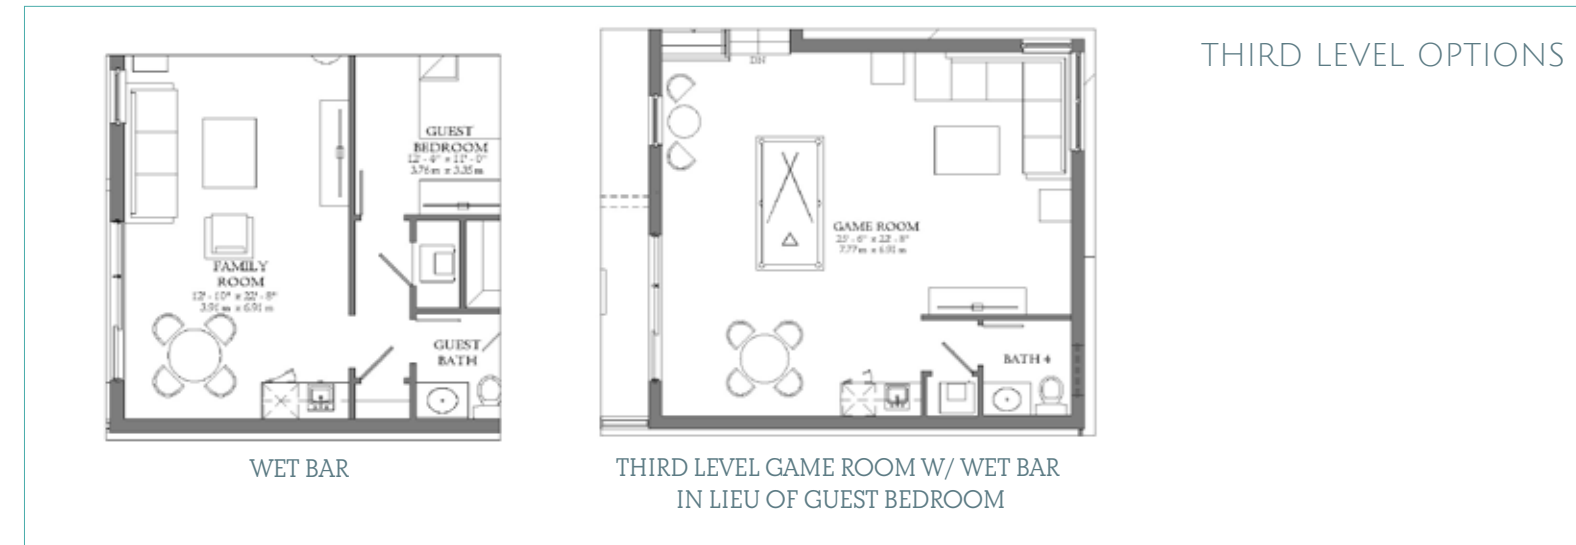 THIRD LEVEL OPTIONS
GUEST
BEDROOM
12' - 4" x 11' - 0"
3.76 m x 3.35 m
FAMILY
ROOM
12' - 10" x 22' - 8"
3.91 m x 6.91 m
GUEST
BATH
WET BAR
DN
GAME ROOM
25' - 6" x 22' - 8"
7.77 m x 6.91 m
BATH 4
THIRD LEVEL GAME ROOM W/ WET BAR
IN LIEU OF GUEST BEDROOM